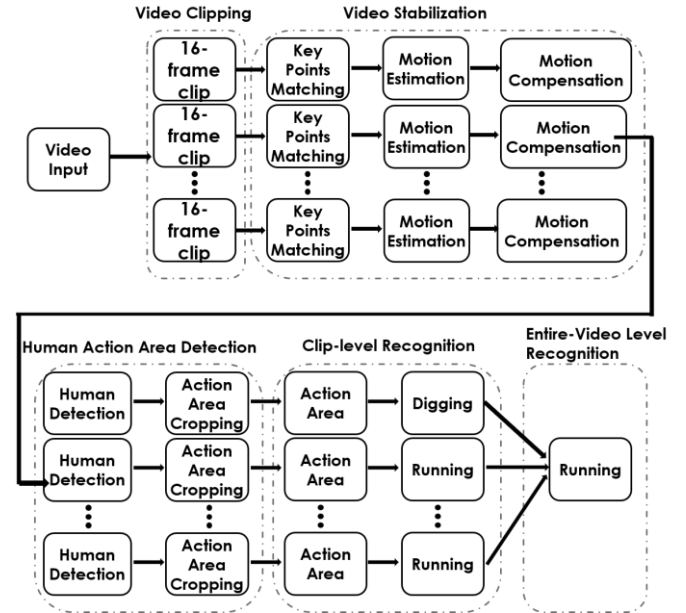 Video Clipping
Video Stabilization
16-
frame
clip
Key
Points
Matching
Motion
Estimation
Motion
Compensation
16-
frame
clip
Key
Points
Matching
Motion
Estimation
Motion
Compensation
Video
Input
16-
frame
clip
Key
Points
Matching
Motion
Estimation
Motion
Compensation
Human Action Area Detection
Clip-level Recognition
Entire-Video Level
Recognition
Human
Detection
Action
Area
Cropping
Action
Area
Digging
Human
Detection
Action
Area
Cropping
Action
Area
Running
Running
Human
Detection
Action
Area
Cropping
Action
Area
Running